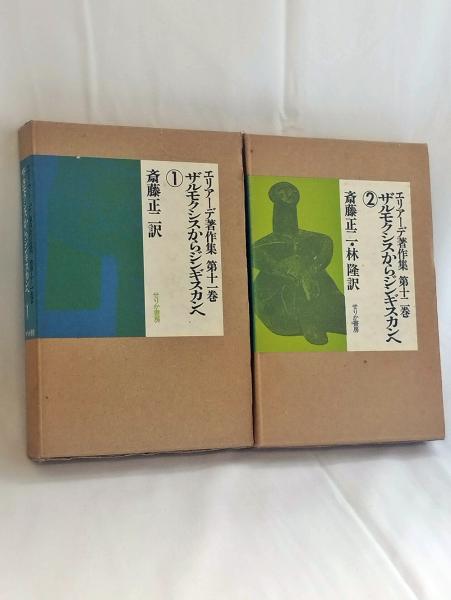 エリアーデ著作集 第十一巻
ザルモクシスからジンギスカンへ
①
斎藤正二訳
せりか書房
エリアーデ著作集 第十二巻
ザルモクシスからジンギスカンへ
②
斎藤正二・林 隆訳
せりか書房